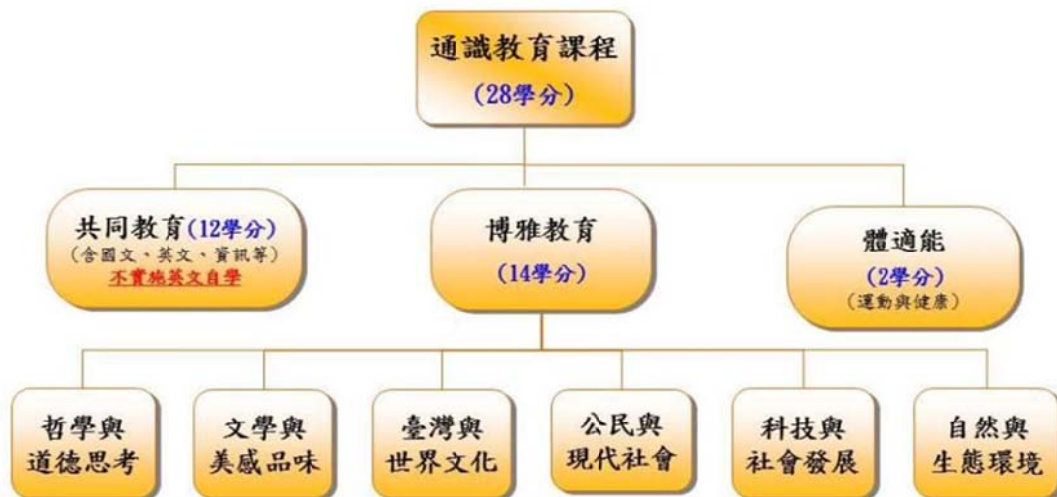 通識教育課程
(28學分)
共同教育(12學分)
(含國文、英文、資訊等)
不實施英文自學
博雅教育
(14學分)
體適能
(2學分)
(運動與健康)
哲學與
道德思考
文學與
美感品味
臺灣與
世界文化
公民與
現代社會
科技與
社會發展
自然與
生態環境